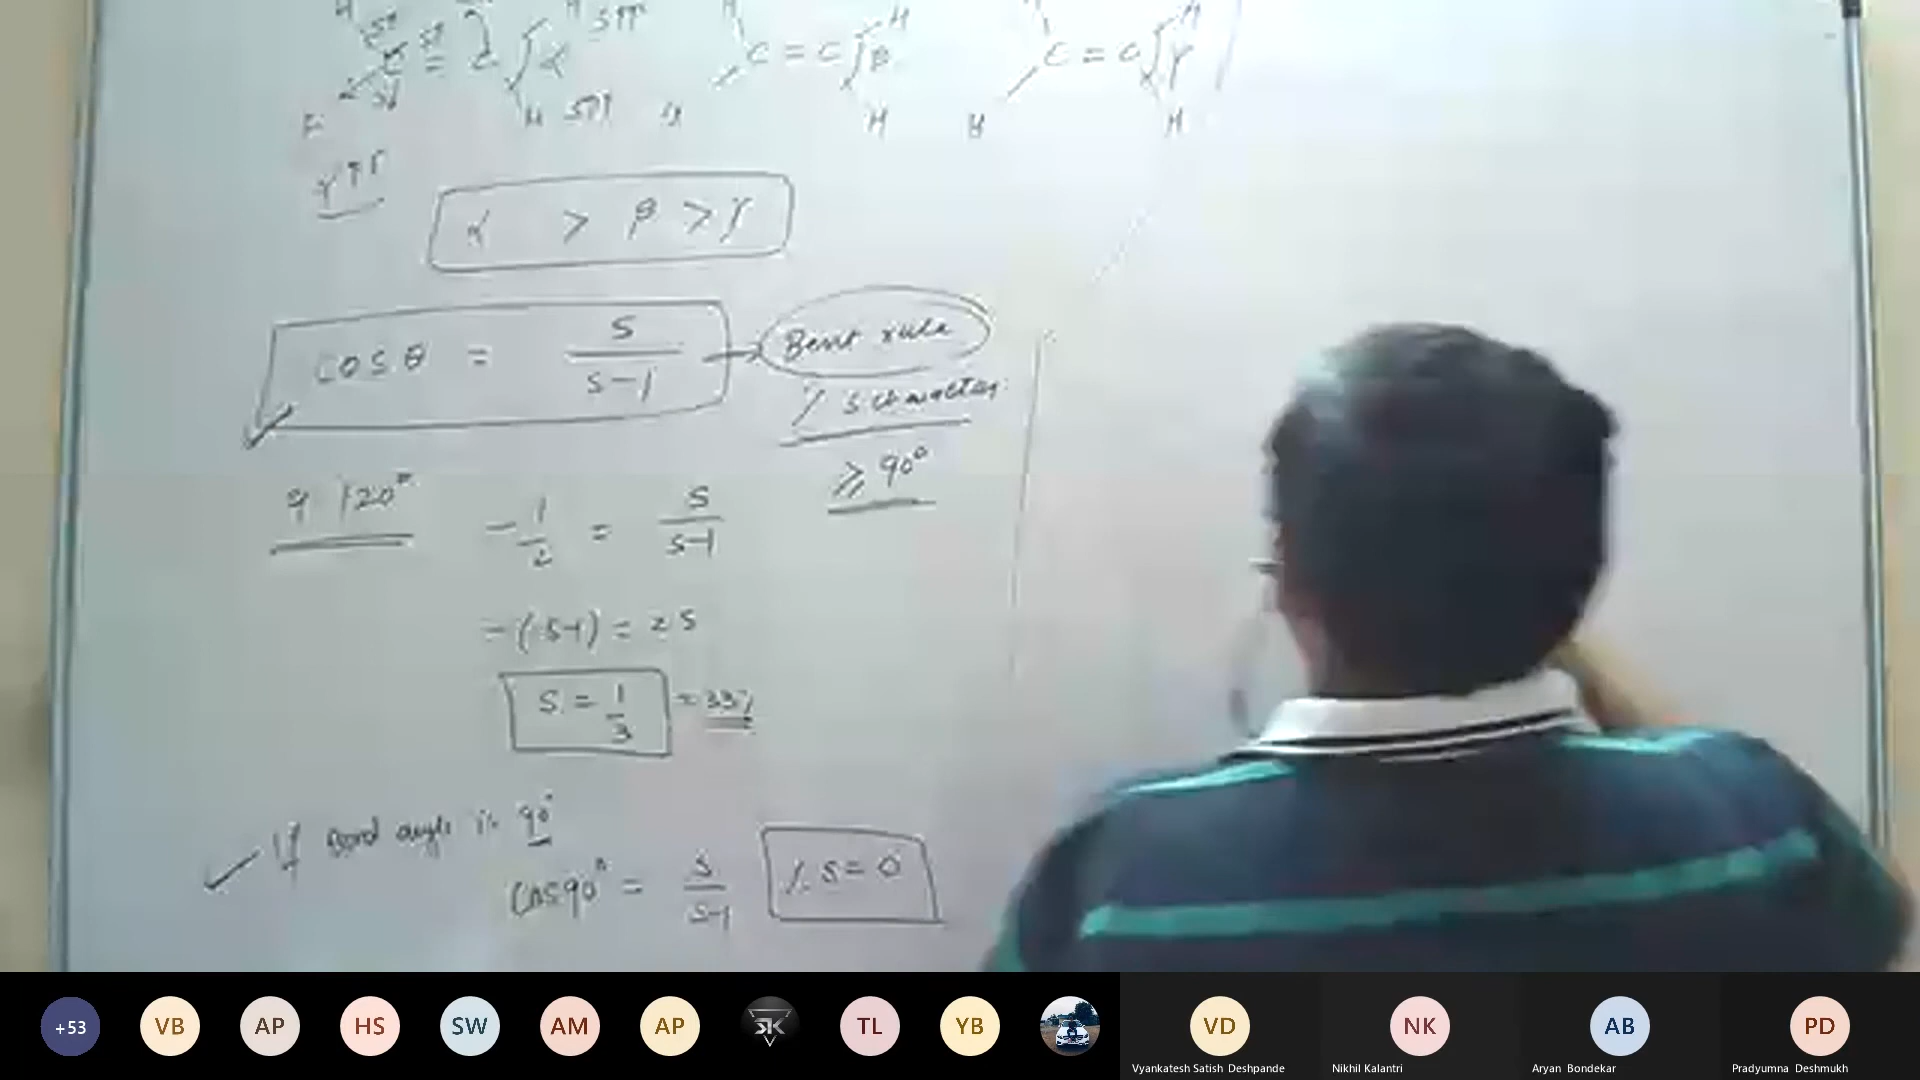 H H H H H
C = C α C = C β C = C γ
F H H H H H
α > β > γ
COS θ = s / s-1 → Bent rule
% s character
≥ 90°
120°
- 1/2 = s / s-1
-(s-1) = 2s
s = 1/3 = 33%
✓ If Bond angle is 90°
Cos 90° = s / s-1 % s = 0
+53 VB AP HS SW AM AP SK TL YB VD NK AB PD
Vyankatesh Satish Deshpande Nikhil Kalantri Aryan Bondekar Pradyumna Deshmukh